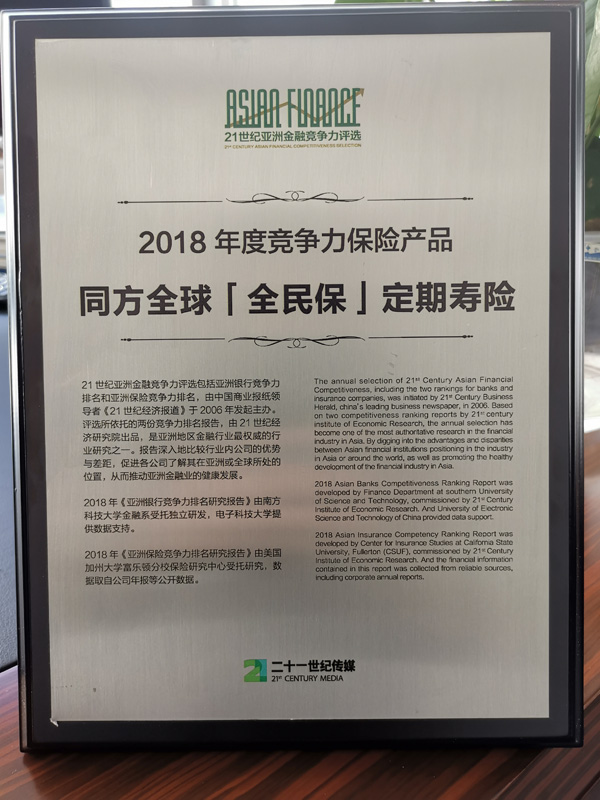 ASIAN FINANCE
21世纪亚洲金融竞争力评选
21ST CENTURY ASIAN FINANCIAL COMPETITIVENESS SELECTION
2018 年度竞争力保险产品
同方全球「全民保」定期寿险
21 世纪亚洲金融竞争力评选包括亚洲银行竞争力
排名和亚洲保险竞争力排名，由中国商业报纸领
导者《21 世纪经济报道》于 2006 年发起主办。
评选所依托的两份竞争力排名报告，由 21 世纪经
济研究院出品，是亚洲地区金融行业最权威的行
业研究之一。报告深入地比较行业内公司的优势
与差距，促进各公司了解其在亚洲或全球所处的
位置，从而推动亚洲金融业的健康发展。
2018 年《亚洲银行竞争力排名研究报告》由南方
科技大学金融系受托独立研发，电子科技大学提
供数据支持。
2018 年《亚洲保险竞争力排名研究报告》由美国
加州大学富乐顿分校保险研究中心受托研究，数
据取自公司年报等公开数据。
The annual selection of 21st Century Asian Financial
Competitiveness, including the two rankings for banks and
insurance companies, was initiated by 21st Century Business
Herald, china's leading business newspaper, in 2006. Based
on two competitiveness ranking reports by 21st century
institute of Economic Research, the annual selection has
become one of the most authoritative research in the financial
industry in Asia. By digging into the advantages and disparities
between Asian financial institutions positioning in the industry
in Asia or around the world, as well as promoting the healthy
development of the financial industry in Asia.
2018 Asian Banks Competitiveness Ranking Report was
developed by Finance Department at southern University
of Science and Technology, commissioned by 21st Century
Institute of Economic Research. And University of Electronic
Science and Technology of China provided data support.
2018 Asian Insurance Competency Ranking Report was
developed by Center for Insurance Studies at California State
University, Fullerton (CSUF), commissioned by 21st Century
Institute of Economic Research. And the financial information
contained in this report was collected from reliable sources,
including corporate annual reports.
21 二十一世纪传媒
21st CENTURY MEDIA